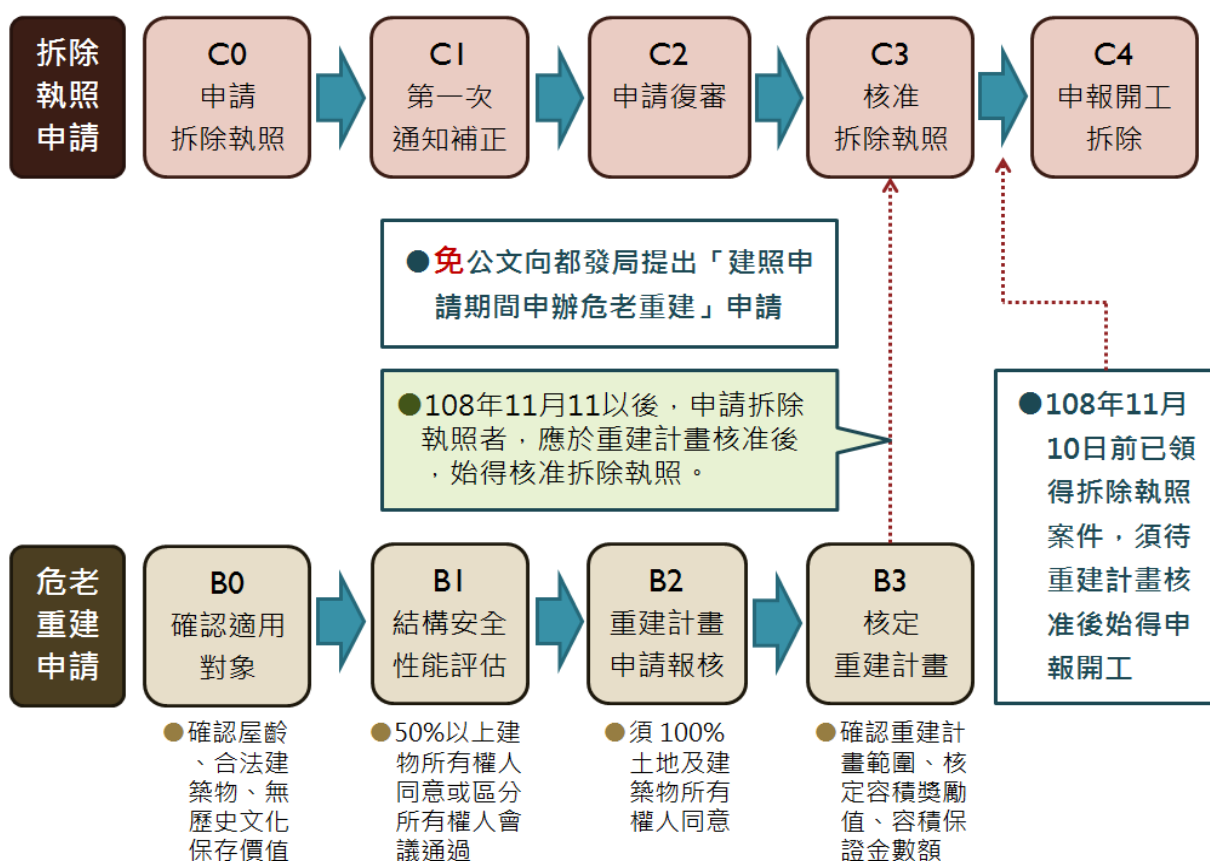 拆除
執照
申請
C0
申請
拆除執照
C1
第一次
通知補正
C2
申請復審
C3
核准
拆除執照
C4
申報開工
拆除
●免公文向都發局提出「建照申
請期間申辦危老重建」申請
●108年11月11以後，申請拆除
執照者，應於重建計畫核准後
，始得核准拆除執照。
●108年11月
10日前已領
得拆除執照
案件，須待
重建計畫核
准後始得申
報開工
危老
重建
申請
B0
確認適用
對象
B1
結構安全
性能評估
B2
重建計畫
申請報核
B3
核定
重建計畫
●確認屋齡
、合法建
築物、無
歷史文化
保存價值
●50%以上建
物所有權人
同意或區分
所有權人會
議通過
●須 100%
土地及建
築物所有
權人同意
●確認重建計
畫範圍、核
定容積獎勵
值、容積保
證金數額